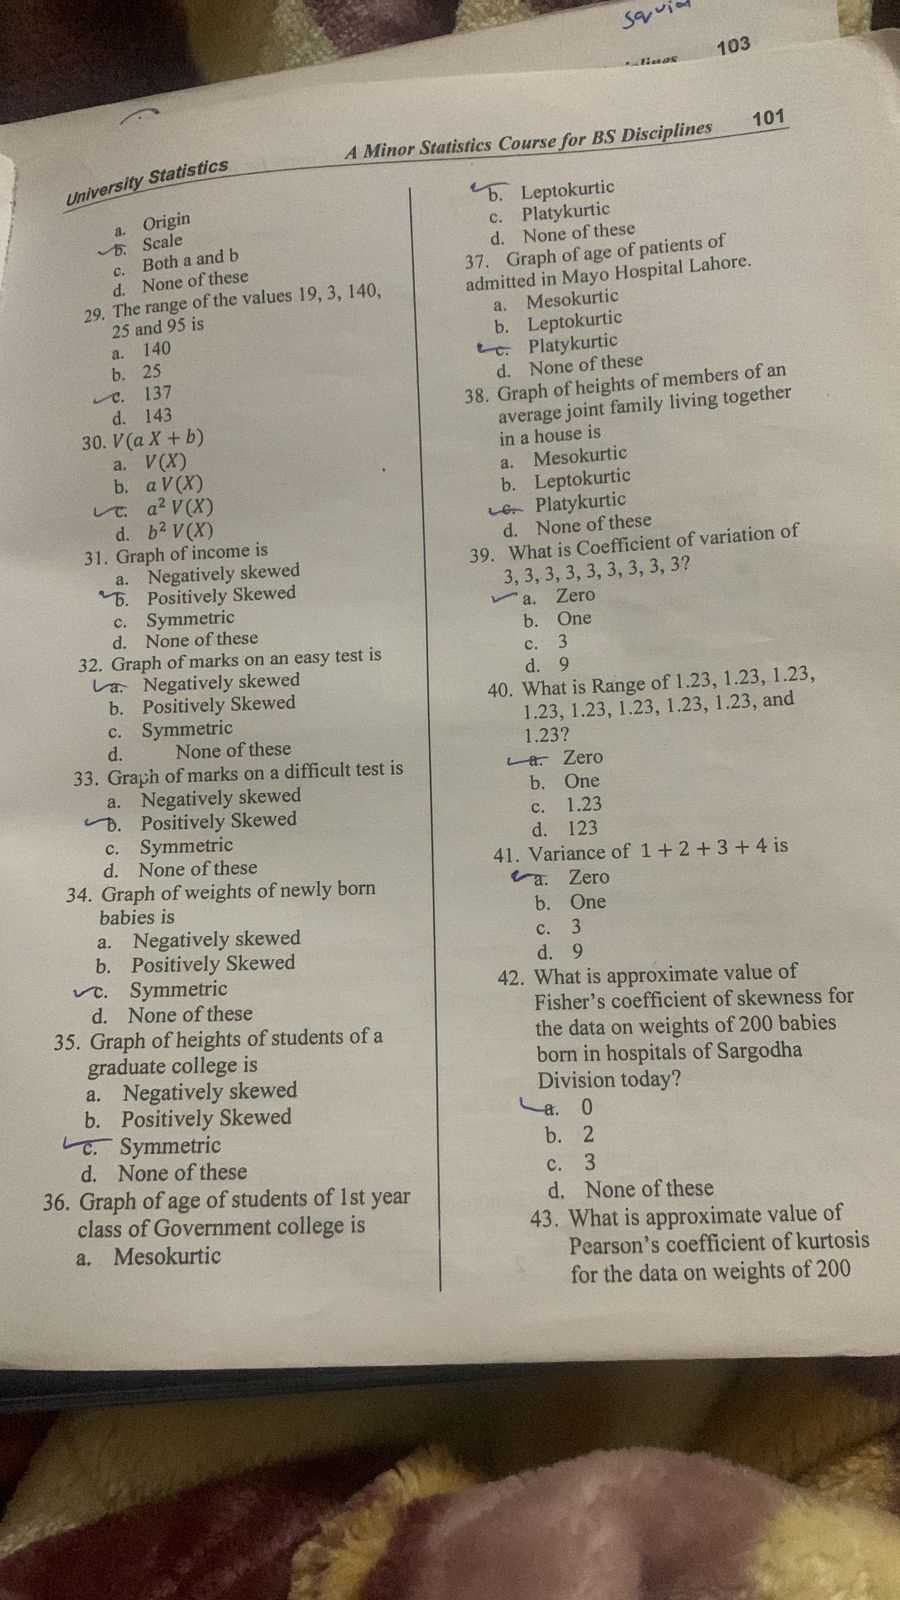 squid
lines 103
University Statistics A Minor Statistics Course for BS Disciplines 101
a. Origin
b. Scale
c. Both a and b
d. None of these
29. The range of the values 19, 3, 140,
25 and 95 is
a. 140
b. 25
c. 137
d. 143
30. V(a X + b)
a. V(X)
b. a V(X)
c. a² V(X)
d. b² V(X)
31. Graph of income is
a. Negatively skewed
b. Positively Skewed
c. Symmetric
d. None of these
32. Graph of marks on an easy test is
a. Negatively skewed
b. Positively Skewed
c. Symmetric
d. None of these
33. Graph of marks on a difficult test is
a. Negatively skewed
b. Positively Skewed
c. Symmetric
d. None of these
34. Graph of weights of newly born
babies is
a. Negatively skewed
b. Positively Skewed
c. Symmetric
d. None of these
35. Graph of heights of students of a
graduate college is
a. Negatively skewed
b. Positively Skewed
c. Symmetric
d. None of these
36. Graph of age of students of 1st year
class of Government college is
a. Mesokurtic
b. Leptokurtic
c. Platykurtic
d. None of these
37. Graph of age of patients of
admitted in Mayo Hospital Lahore.
a. Mesokurtic
b. Leptokurtic
c. Platykurtic
d. None of these
38. Graph of heights of members of an
average joint family living together
in a house is
a. Mesokurtic
b. Leptokurtic
c. Platykurtic
d. None of these
39. What is Coefficient of variation of
3, 3, 3, 3, 3, 3, 3, 3, 3?
a. Zero
b. One
c. 3
d. 9
40. What is Range of 1.23, 1.23, 1.23,
1.23, 1.23, 1.23, 1.23, 1.23, and
1.23?
a. Zero
b. One
c. 1.23
d. 123
41. Variance of 1 + 2 + 3 + 4 is
a. Zero
b. One
c. 3
d. 9
42. What is approximate value of
Fisher's coefficient of skewness for
the data on weights of 200 babies
born in hospitals of Sargodha
Division today?
a. 0
b. 2
c. 3
d. None of these
43. What is approximate value of
Pearson's coefficient of kurtosis
for the data on weights of 200